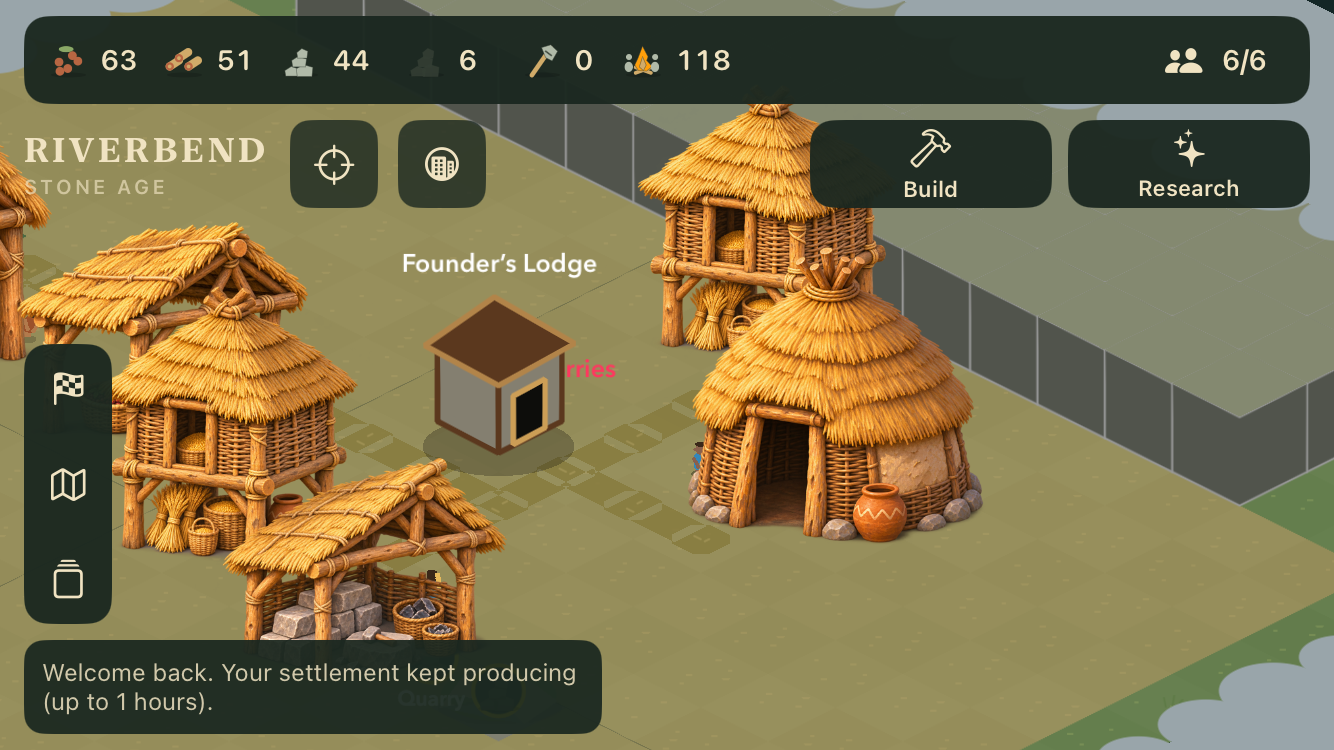 63 51 44 6 0 118 6/6
RIVERBEND
STONE AGE
Build
Research
Founder's Lodge
rries
Welcome back. Your settlement kept producing
(up to 1 hours).
Quarry